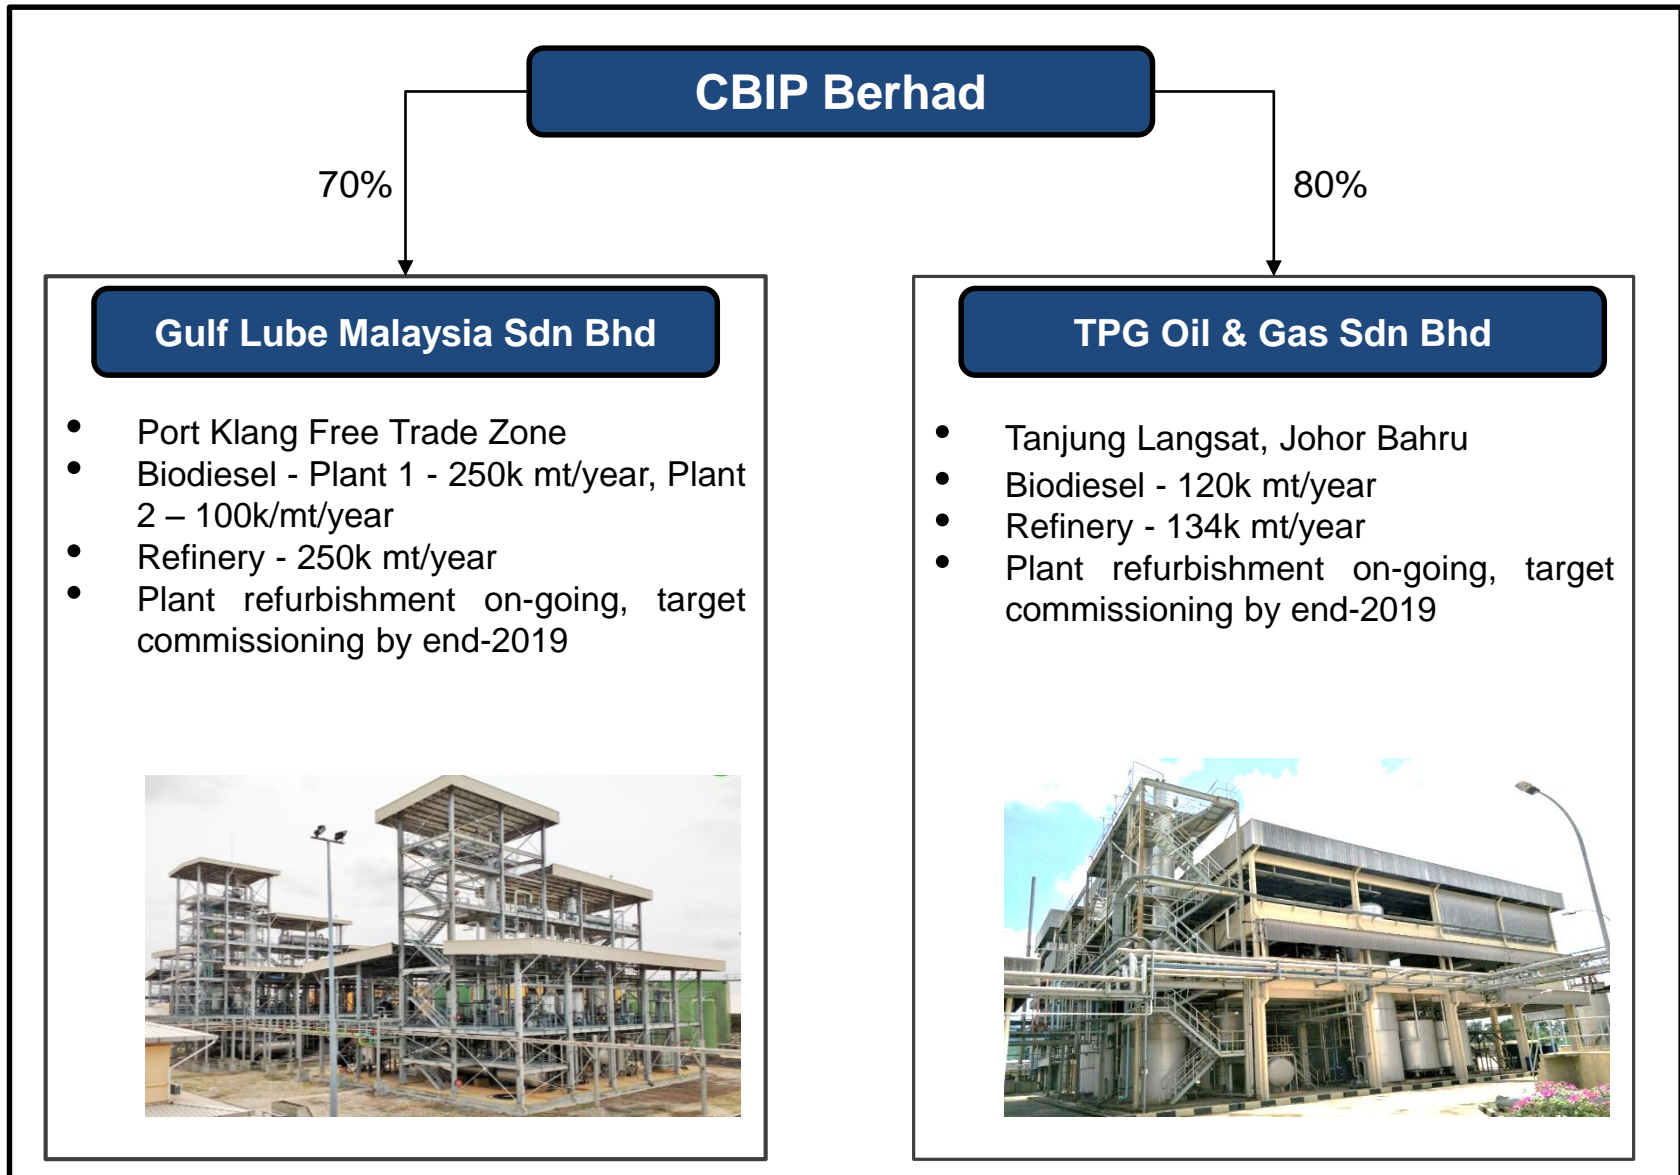 CBIP Berhad
70%
80%
Gulf Lube Malaysia Sdn Bhd
• Port Klang Free Trade Zone
• Biodiesel - Plant 1 - 250k mt/year, Plant
2 – 100k/mt/year
• Refinery - 250k mt/year
• Plant refurbishment on-going, target
commissioning by end-2019
TPG Oil & Gas Sdn Bhd
• Tanjung Langsat, Johor Bahru
• Biodiesel - 120k mt/year
• Refinery - 134k mt/year
• Plant refurbishment on-going, target
commissioning by end-2019